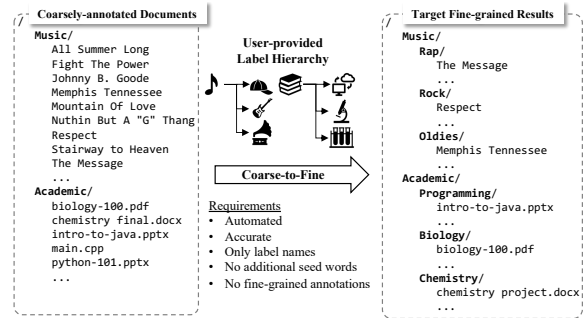 Coarsely-annotated Documents
/
Music/
All Summer Long
Fight The Power
Johnny B. Goode
Memphis Tennessee
Mountain Of Love
Nuthin But A "G" Thang
Respect
Stairway to Heaven
The Message
...
Academic/
biology-100.pdf
chemistry final.docx
intro-to-java.pptx
main.cpp
python-101.pptx
...
User-provided
Label Hierarchy
Coarse-to-Fine
Requirements
• Automated
• Accurate
• Only label names
• No additional seed words
• No fine-grained annotations
Target Fine-grained Results
/
Music/
Rap/
The Message
...
Rock/
Respect
...
Oldies/
Memphis Tennessee
...
Academic/
Programming/
intro-to-java.pptx
...
Biology/
biology-100.pdf
...
Chemistry/
chemistry project.docx
...